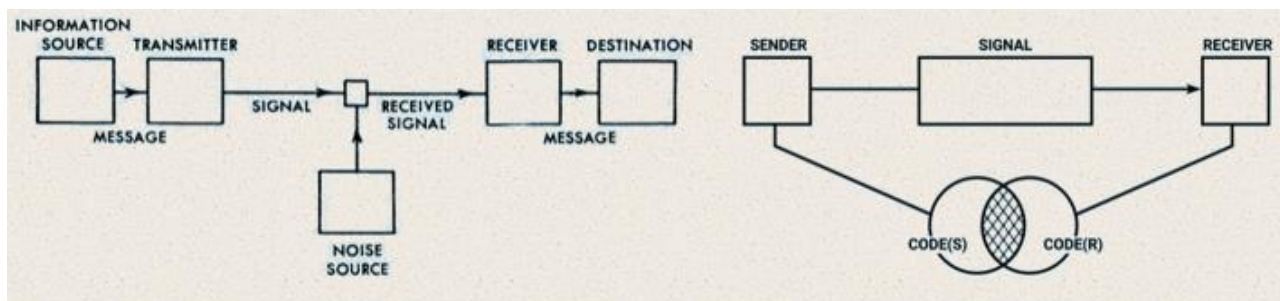 INFORMATION
SOURCE
TRANSMITTER
RECEIVER
DESTINATION
SIGNAL
RECEIVED
SIGNAL
MESSAGE
MESSAGE
NOISE
SOURCE
SENDER
SIGNAL
RECEIVER
CODE(S)
CODE(R)